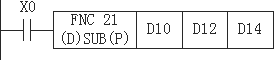 X0
FNC 21
(D)SUB(P)
D10
D12
D14